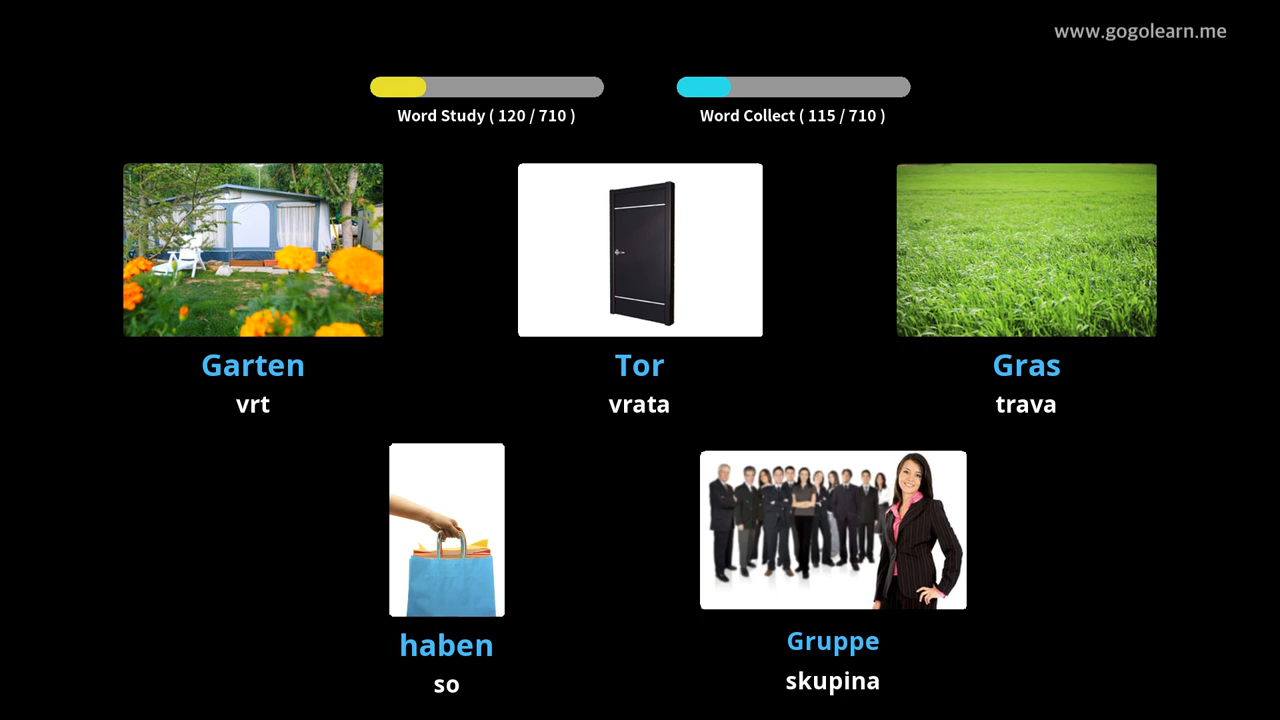 www.gogolearn.me
Word Study ( 120 / 710 )
Word Collect ( 115 / 710 )
Garten
vrt
Tor
vrata
Gras
trava
haben
so
Gruppe
skupina